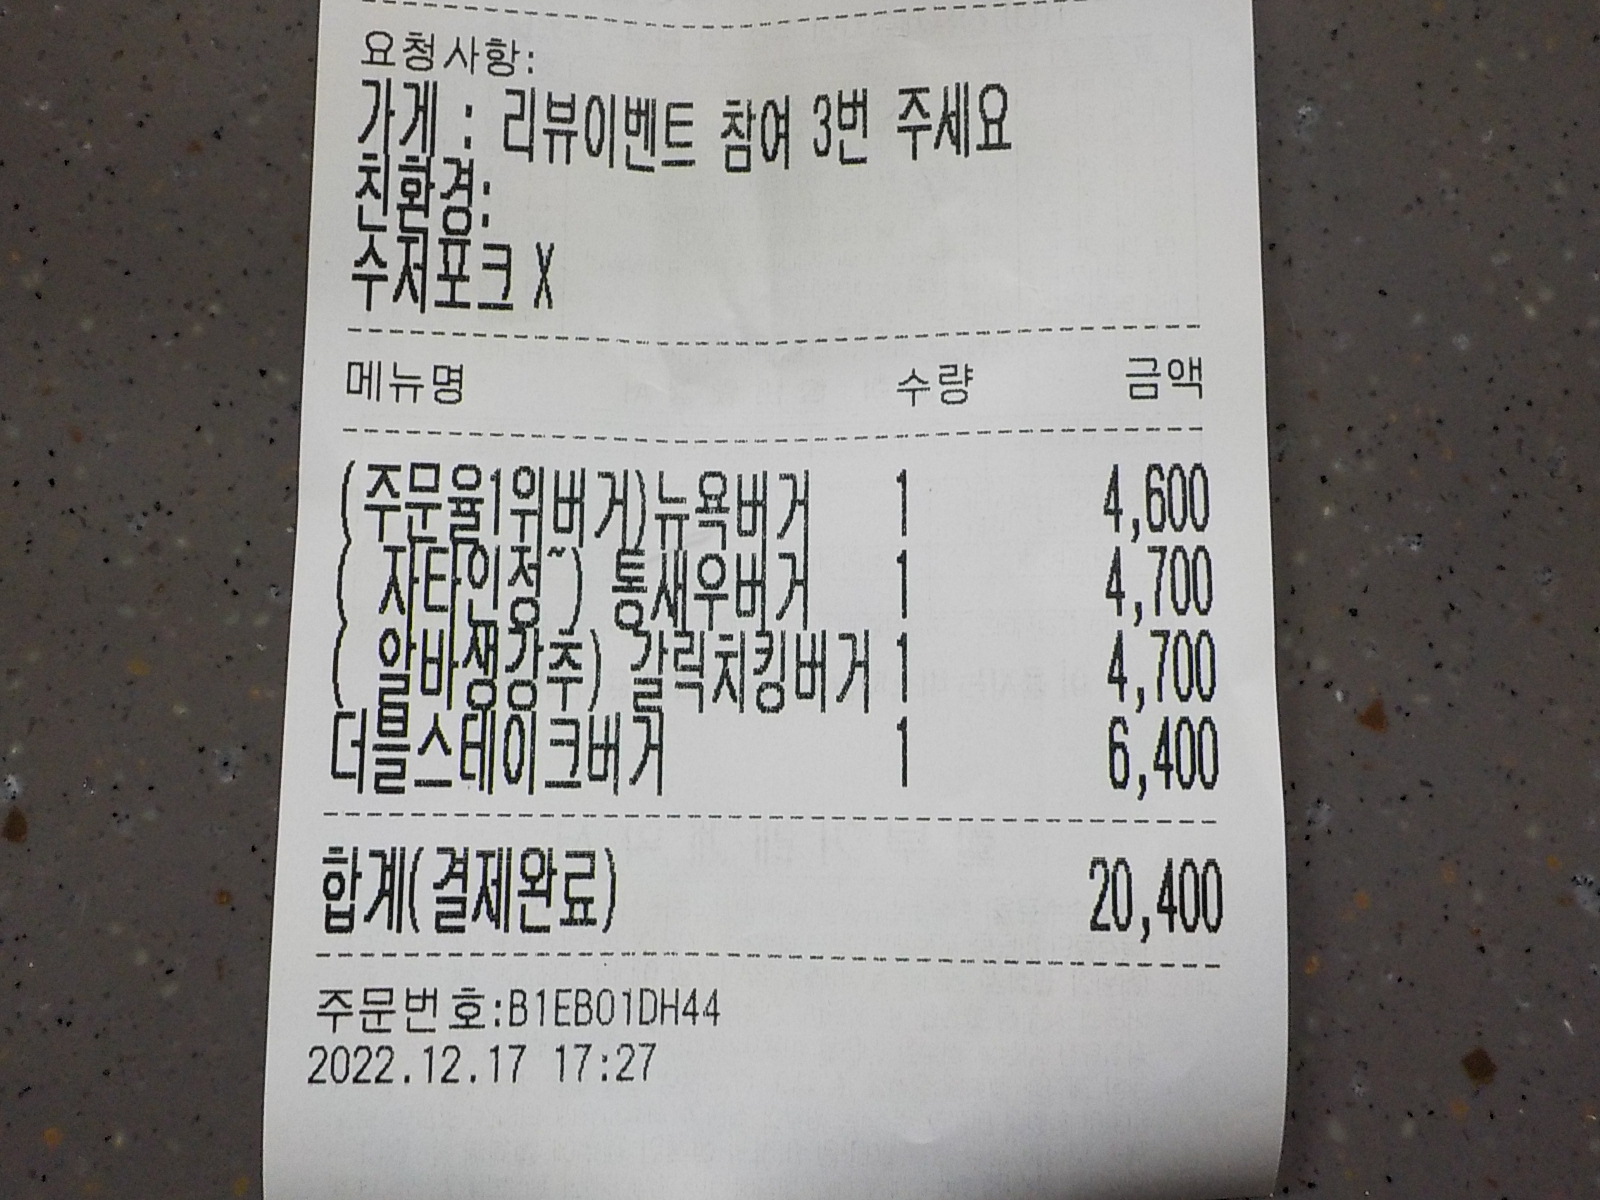 요청사항:
가게 : 리뷰이벤트 참여 3번 주세요
친환경:
수저포크 X
메뉴명 수량 금액
(주문율1위버거)뉴욕버거 1 4,600
( 자타인정~) 통새우버거 1 4,700
( 알바생강추) 갈릭치킹버거 1 4,700
더블스테이크버거 1 6,400
합계(결제완료) 20,400
주문번호:B1EB01DH44
2022.12.17 17:27